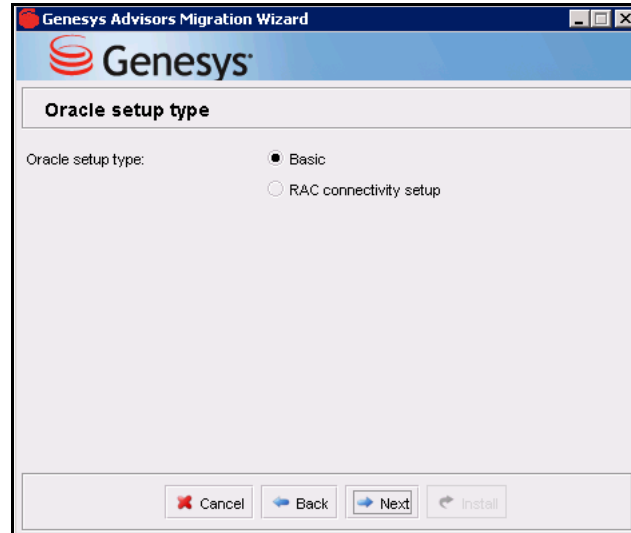 Genesys Advisors Migration Wizard
Genesys
Oracle setup type
Oracle setup type:
Basic
RAC connectivity setup
Cancel
Back
Next
Install